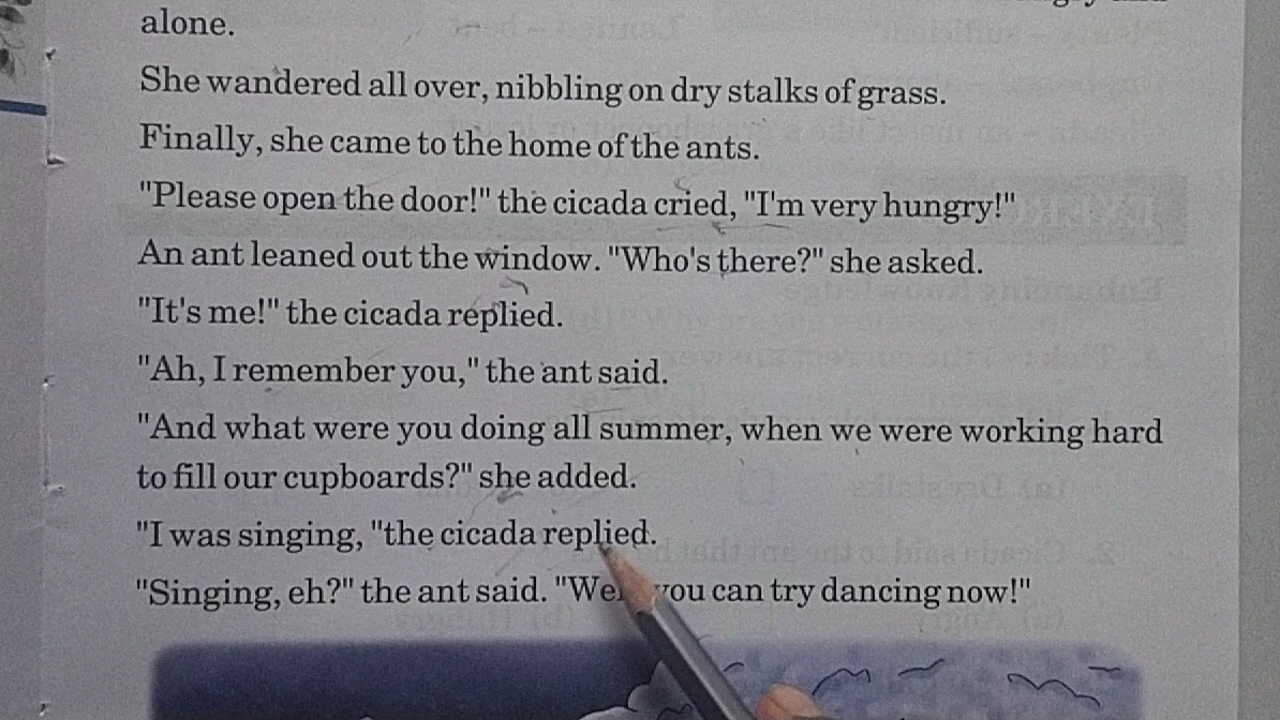 alone.
She wandered all over, nibbling on dry stalks of grass.
Finally, she came to the home of the ants.
"Please open the door!" the cicada cried, "I'm very hungry!"
An ant leaned out the window. "Who's there?" she asked.
"It's me!" the cicada replied.
"Ah, I remember you," the ant said.
"And what were you doing all summer, when we were working hard
to fill our cupboards?" she added.
"I was singing, "the cicada replied.
"Singing, eh?" the ant said. "you can try dancing now!"